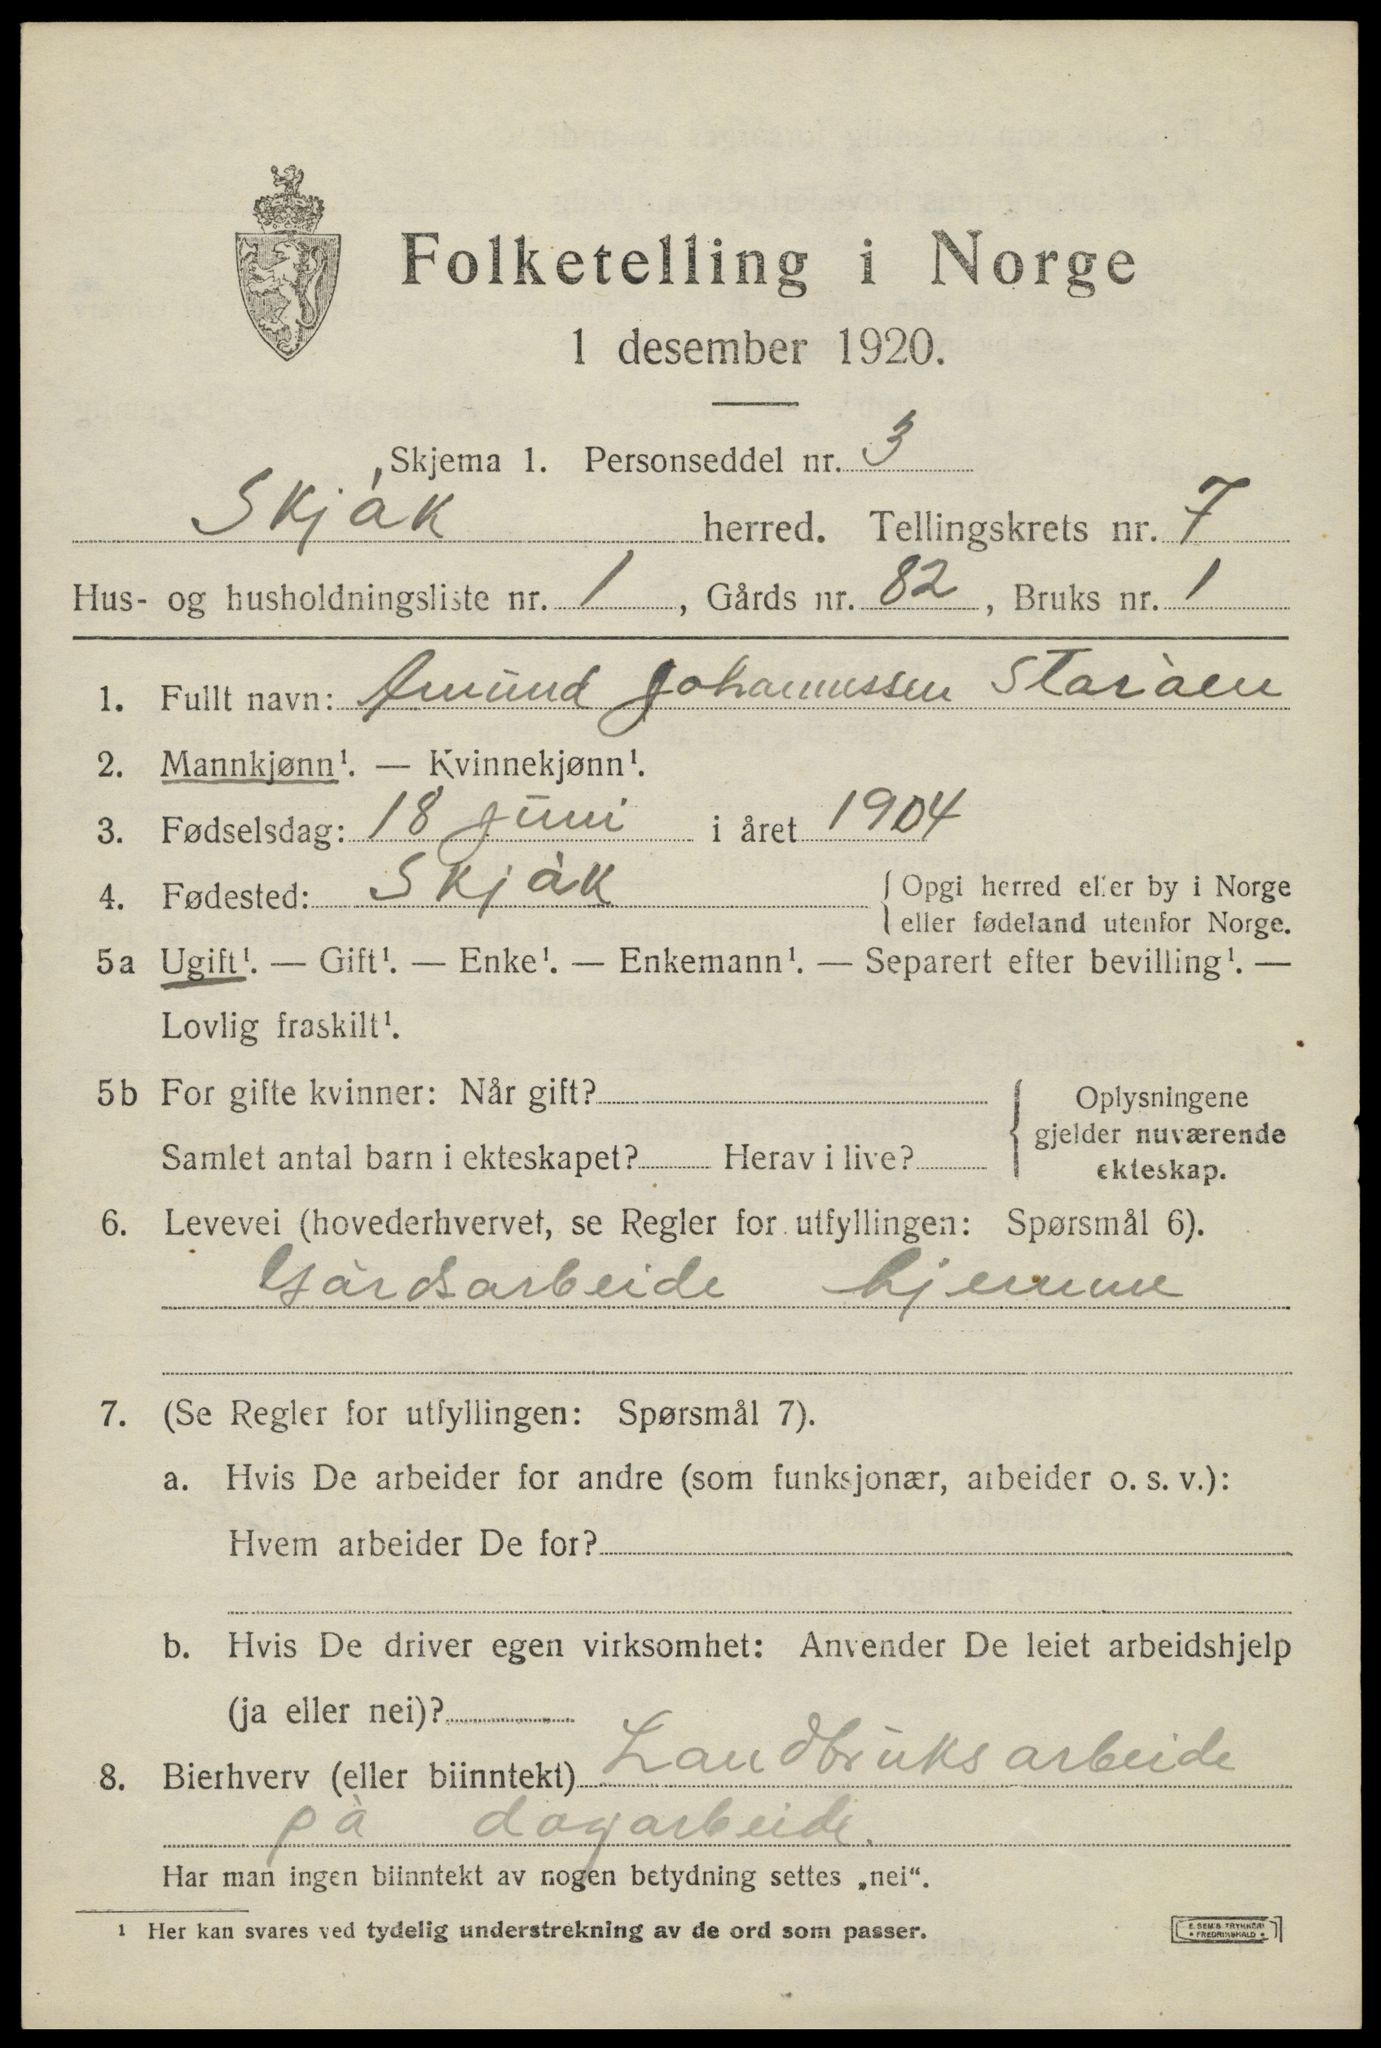 Folketelling i Norge
1 desember 1920.
Skjema 1. Personseddel nr. 3
Skjåk herred. Tellingskrets nr. 7
Hus- og husholdningsliste nr. 1, Gårds nr. 82, Bruks nr. 1
1. Fullt navn: Amund Johannessen Staråen
2. Mannkjønn¹. — Kvinnekjønn¹.
3. Fødselsdag: 18 juni i året 1904
4. Fødested: Skjåk { Opgi herred eller by i Norge
eller fødeland utenfor Norge.
5a Ugift¹. — Gift¹. — Enke¹. — Enkemann¹. — Separert efter bevilling¹. —
Lovlig fraskilt¹.
5b For gifte kvinner: Når gift? { Oplysningene
gjelder nuværende
Samlet antal barn i ekteskapet? Herav i live? ekteskap.
6. Levevei (hovederhvervet, se Regler for utfyllingen: Spørsmål 6).
Gårdsarbeide hjemme
7. (Se Regler for utfyllingen: Spørsmål 7).
a. Hvis De arbeider for andre (som funksjonær, arbeider o. s. v.):
Hvem arbeider De for?
b. Hvis De driver egen virksomhet: Anvender De leiet arbeidshjelp
(ja eller nei)?
8. Bierhverv (eller biinntekt) Landbruksarbeide
på dagarbeide.
Har man ingen biinntekt av nogen betydning settes „nei“.
¹ Her kan svares ved tydelig understrekning av de ord som passer.
E. SEM'S TRYKKERI
• FREDRIKSHALD •